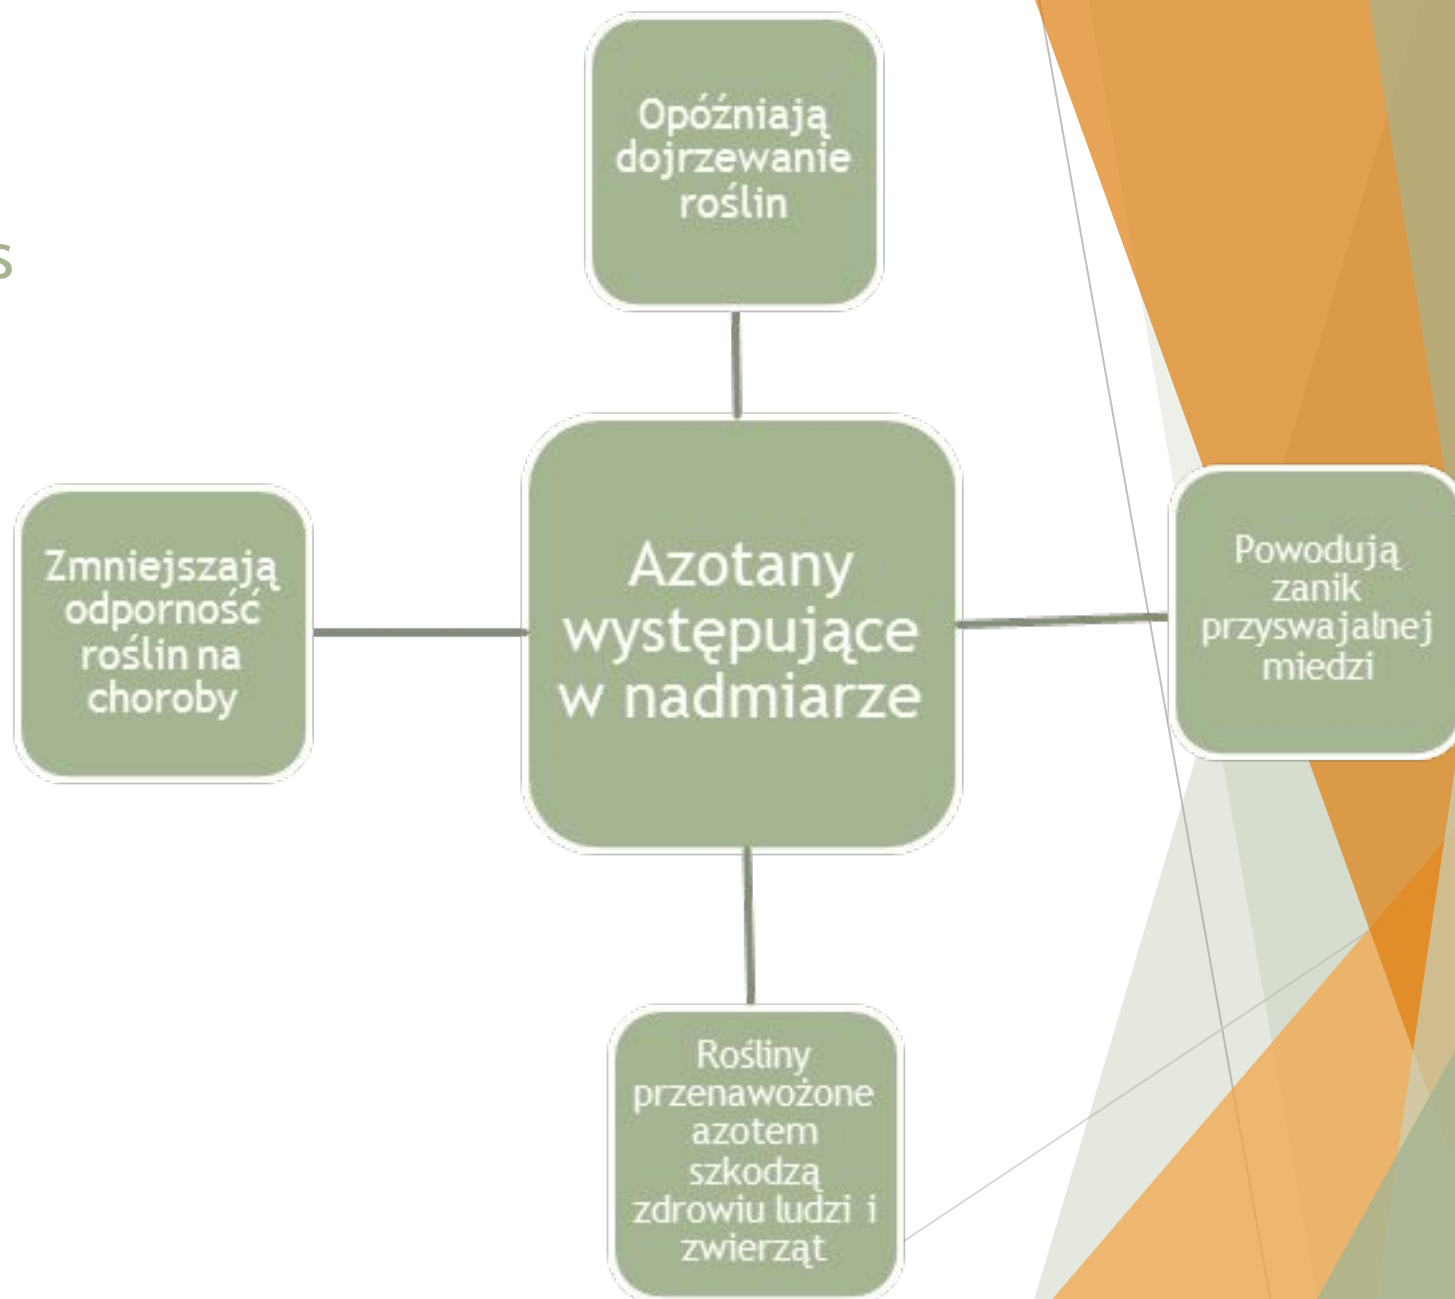 Opóźniają
dojrzewanie
roślin
s
Zmniejszają
odporność
roślin na
choroby
Azotany
występujące
w nadmiarze
Powodują
zanik
przyswajalnej
miedzi
Rośliny
przenawożone
azotem
szkodzą
zdrowiu ludzi i
zwierząt